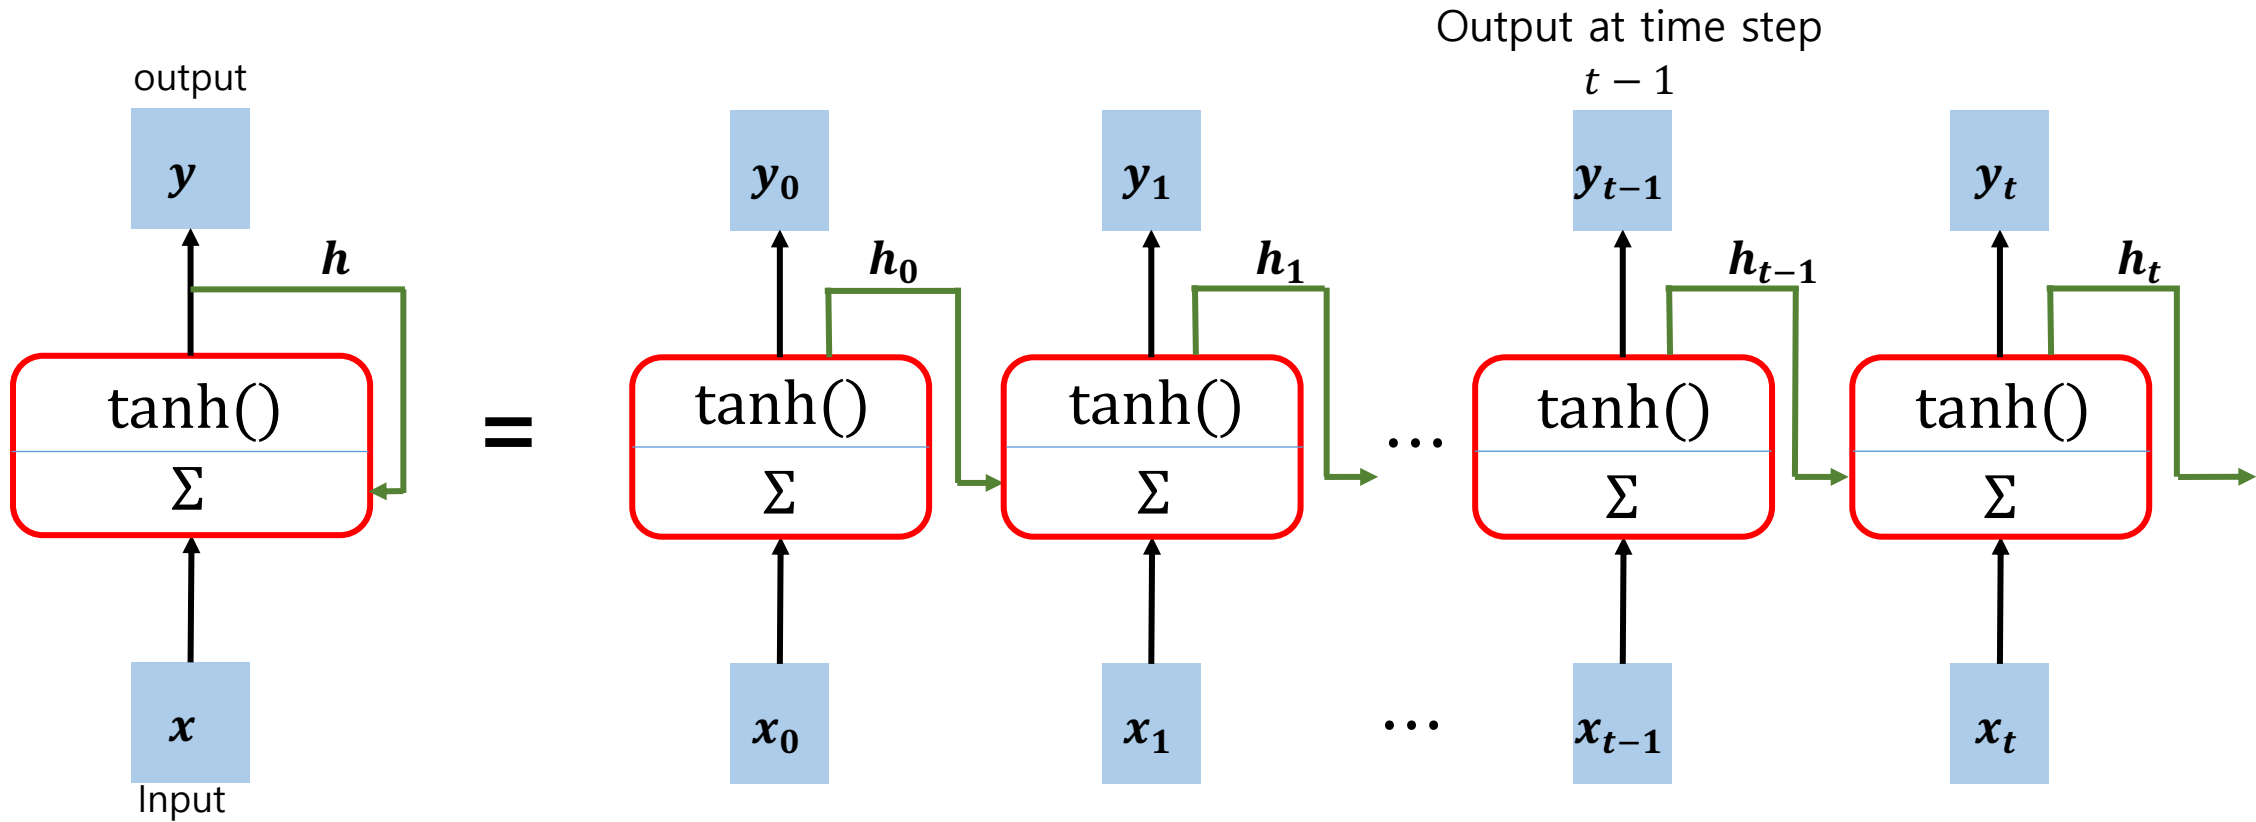 Output at time step
t − 1
output
y
y₀
y₁
yₜ₋₁
yₜ
h
h₀
h₁
hₜ₋₁
hₜ
tanh()
Σ
=
tanh()
Σ
tanh()
Σ
...
tanh()
Σ
tanh()
Σ
x
x₀
x₁
...
xₜ₋₁
xₜ
Input